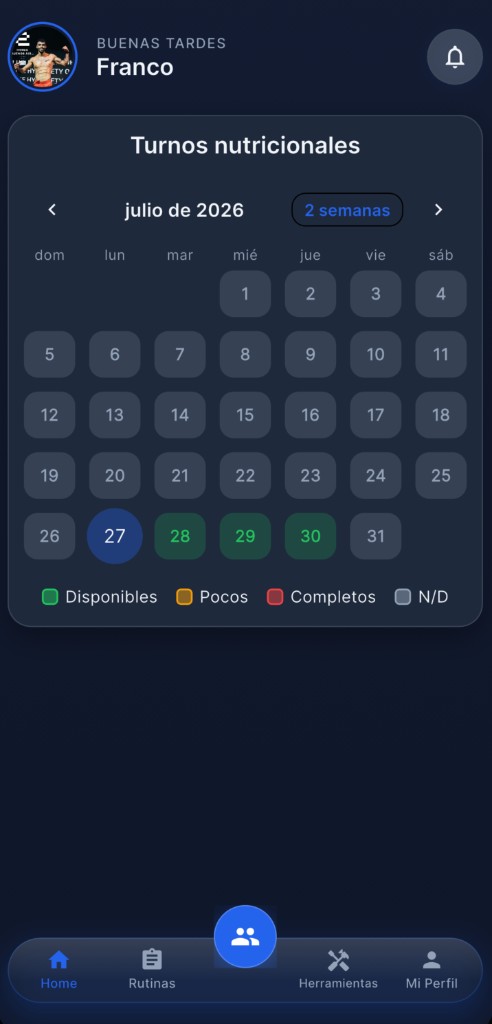 BUENAS TARDES
Franco
Turnos nutricionales
julio de 2026 2 semanas
dom lun mar mié jue vie sáb
1 2 3 4
5 6 7 8 9 10 11
12 13 14 15 16 17 18
19 20 21 22 23 24 25
26 27 28 29 30 31
Disponibles Pocos Completos N/D
Home Rutinas Herramientas Mi Perfil